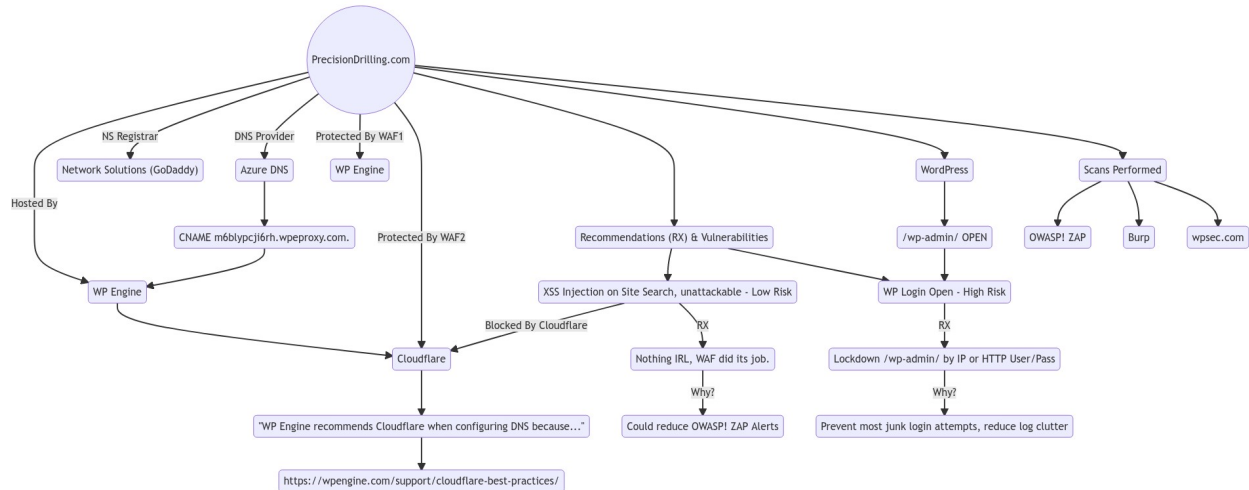 PrecisionDrilling.com
NS Registrar
DNS Provider
Protected By WAF1
Network Solutions (GoDaddy)
Azure DNS
WP Engine
WordPress
Scans Performed
Hosted By
CNAME m6blypcji6rh.wpeproxy.com.
Protected By WAF2
Recommendations (RX) & Vulnerabilities
/wp-admin/ OPEN
OWASP! ZAP
Burp
wpsec.com
WP Engine
XSS Injection on Site Search, unattackable - Low Risk
WP Login Open - High Risk
Blocked By Cloudflare
RX
RX
Cloudflare
Nothing IRL, WAF did its job.
Lockdown /wp-admin/ by IP or HTTP User/Pass
Why?
Why?
"WP Engine recommends Cloudflare when configuring DNS because..."
Could reduce OWASP! ZAP Alerts
Prevent most junk login attempts, reduce log clutter
https://wpengine.com/support/cloudflare-best-practices/